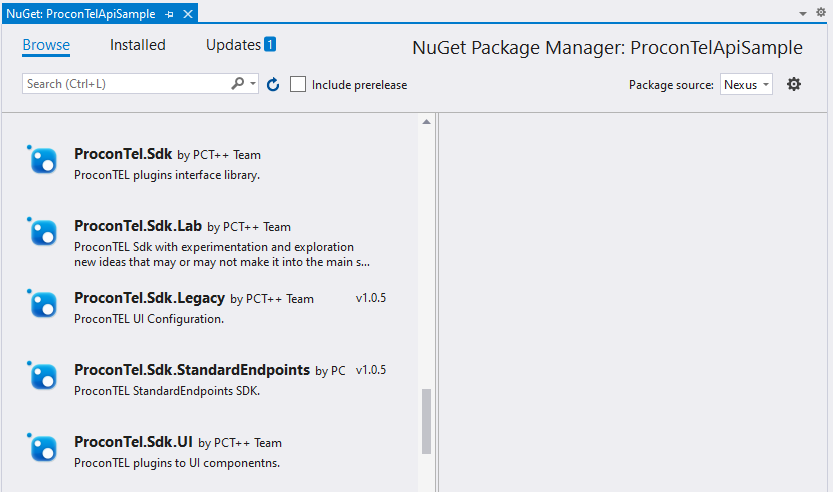 NuGet: ProconTelApiSample
Browse Installed Updates 1 NuGet Package Manager: ProconTelApiSample
Search (Ctrl+L) Include prerelease Package source: Nexus
ProconTel.Sdk by PCT++ Team
ProconTEL plugins interface library.
ProconTel.Sdk.Lab by PCT++ Team
ProconTEL Sdk with experimentation and exploration
new ideas that may or may not make it into the main s...
ProconTel.Sdk.Legacy by PCT++ Team v1.0.5
ProconTEL UI Configuration.
ProconTel.Sdk.StandardEndpoints by PC v1.0.5
ProconTEL StandardEndpoints SDK.
ProconTel.Sdk.UI by PCT++ Team
ProconTEL plugins to UI componentns.